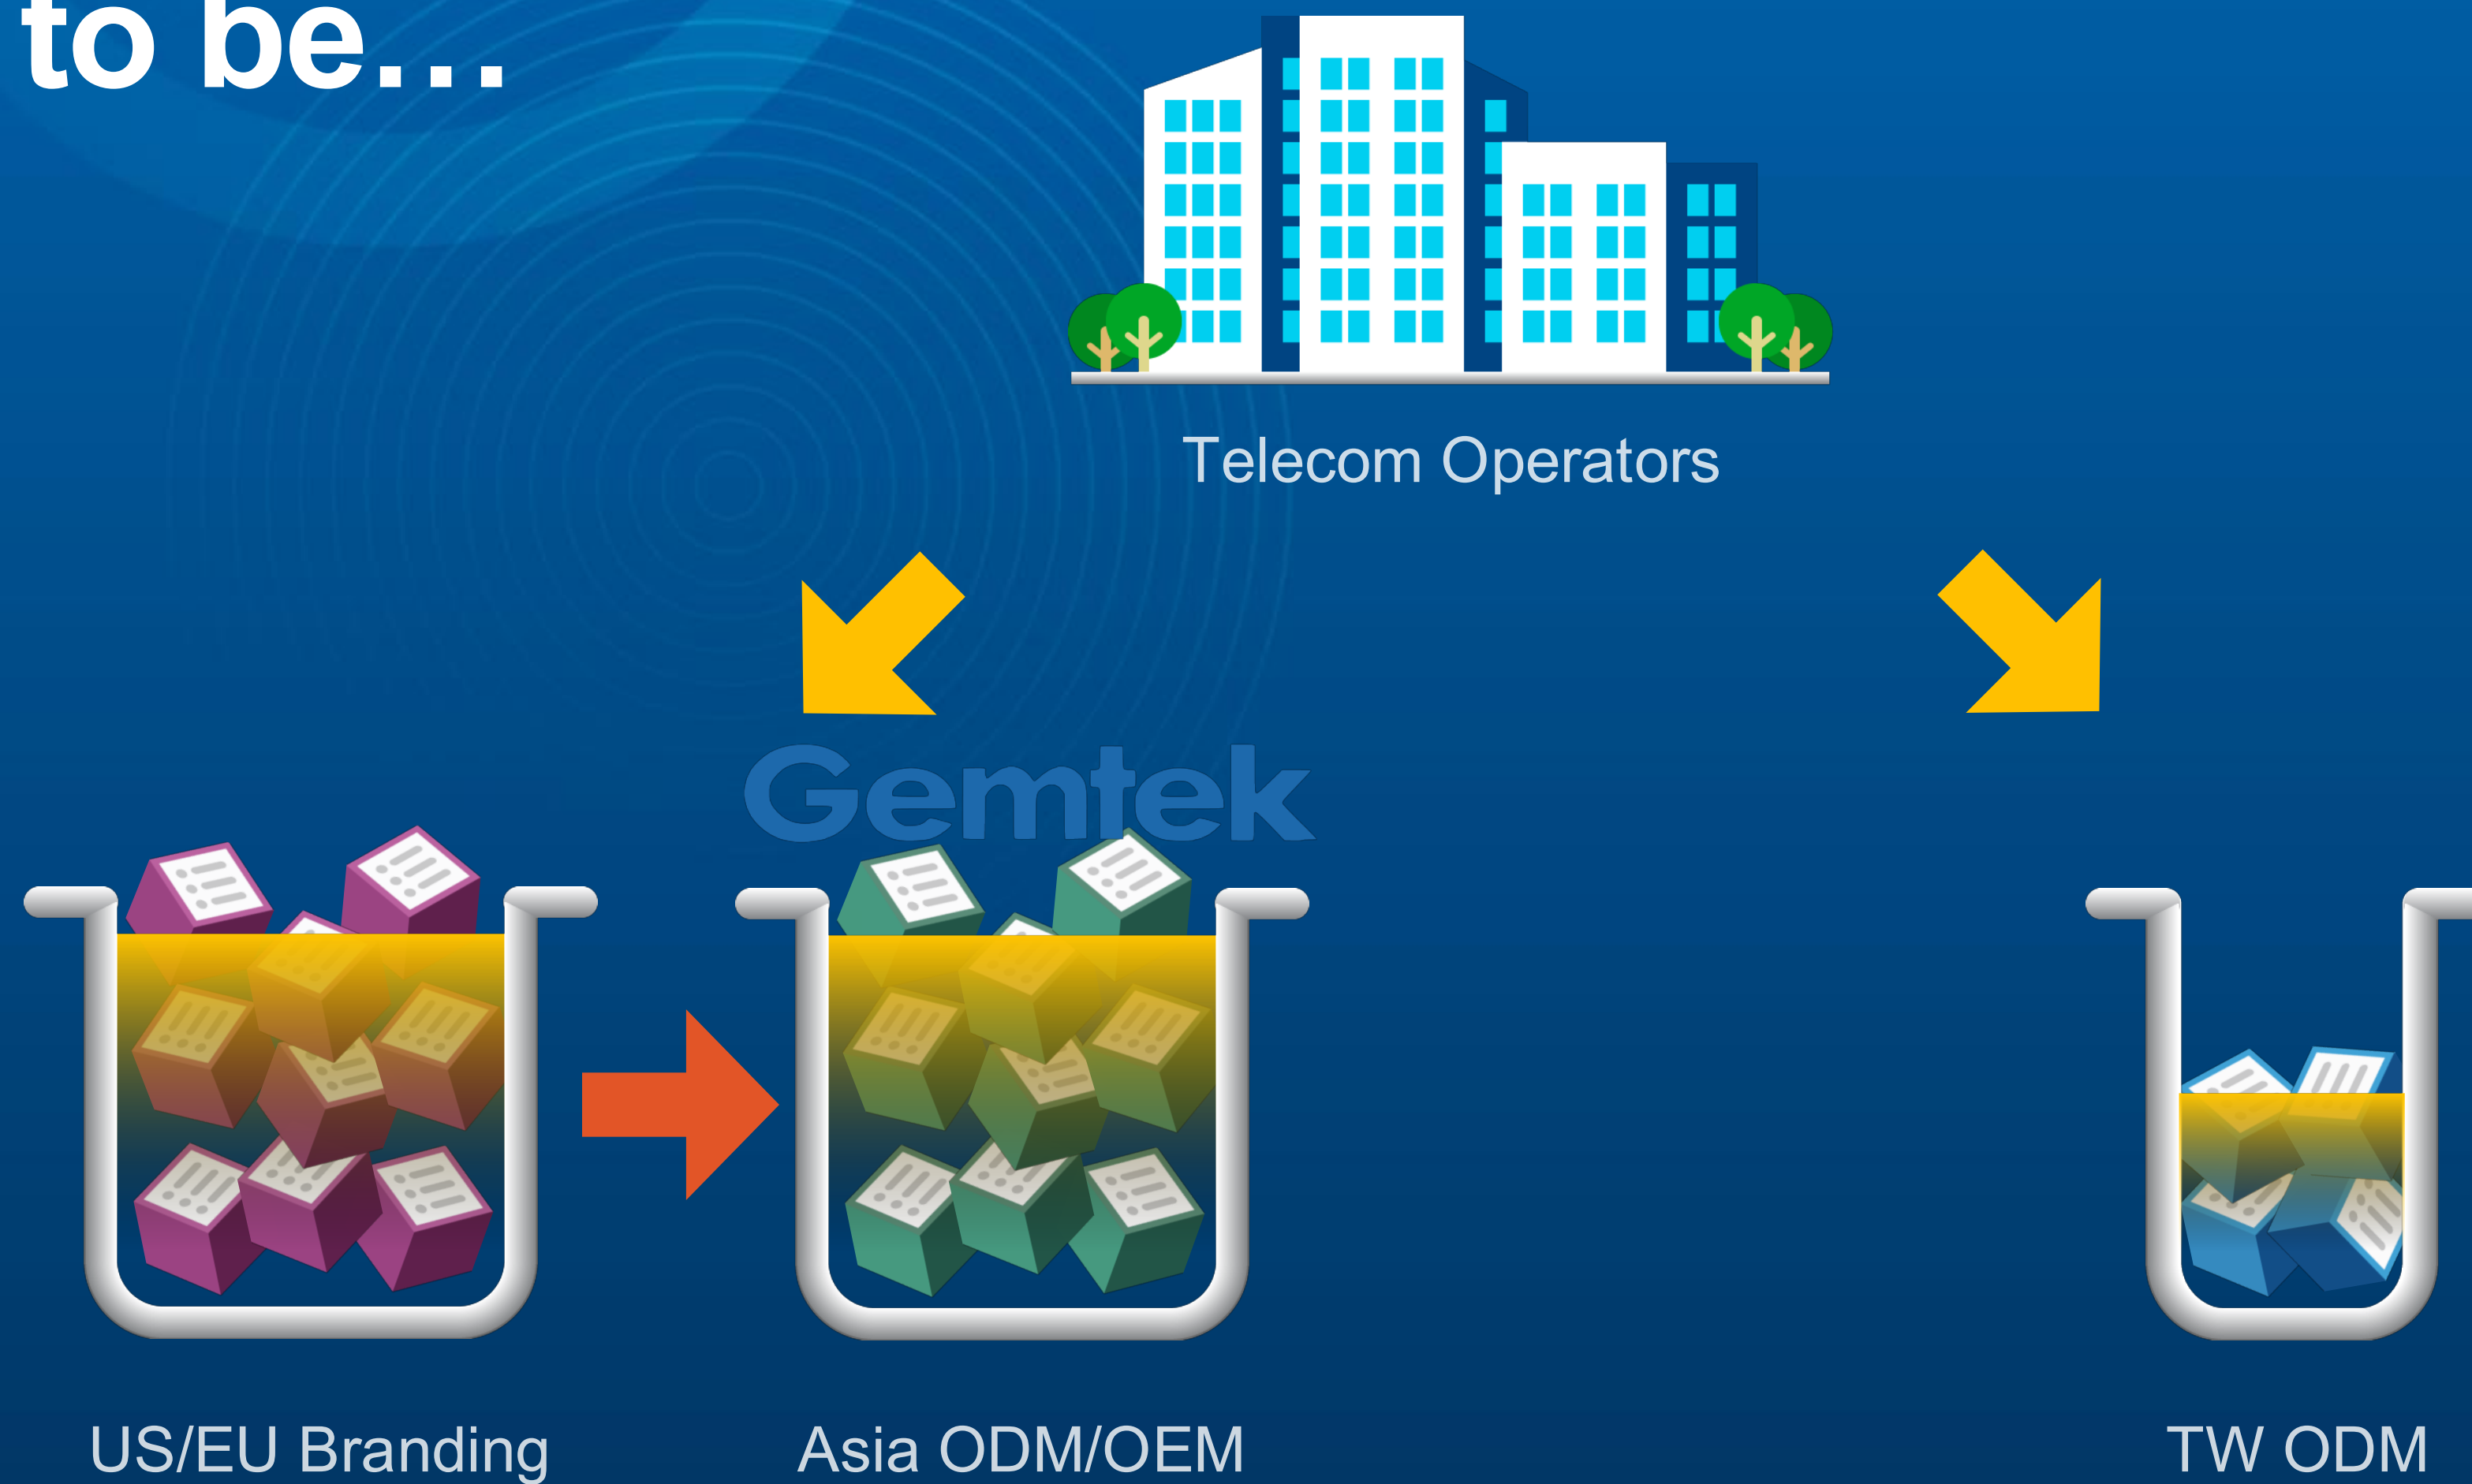 to be...
Telecom Operators
Gemtek
US/EU Branding
Asia ODM/OEM
TW ODM